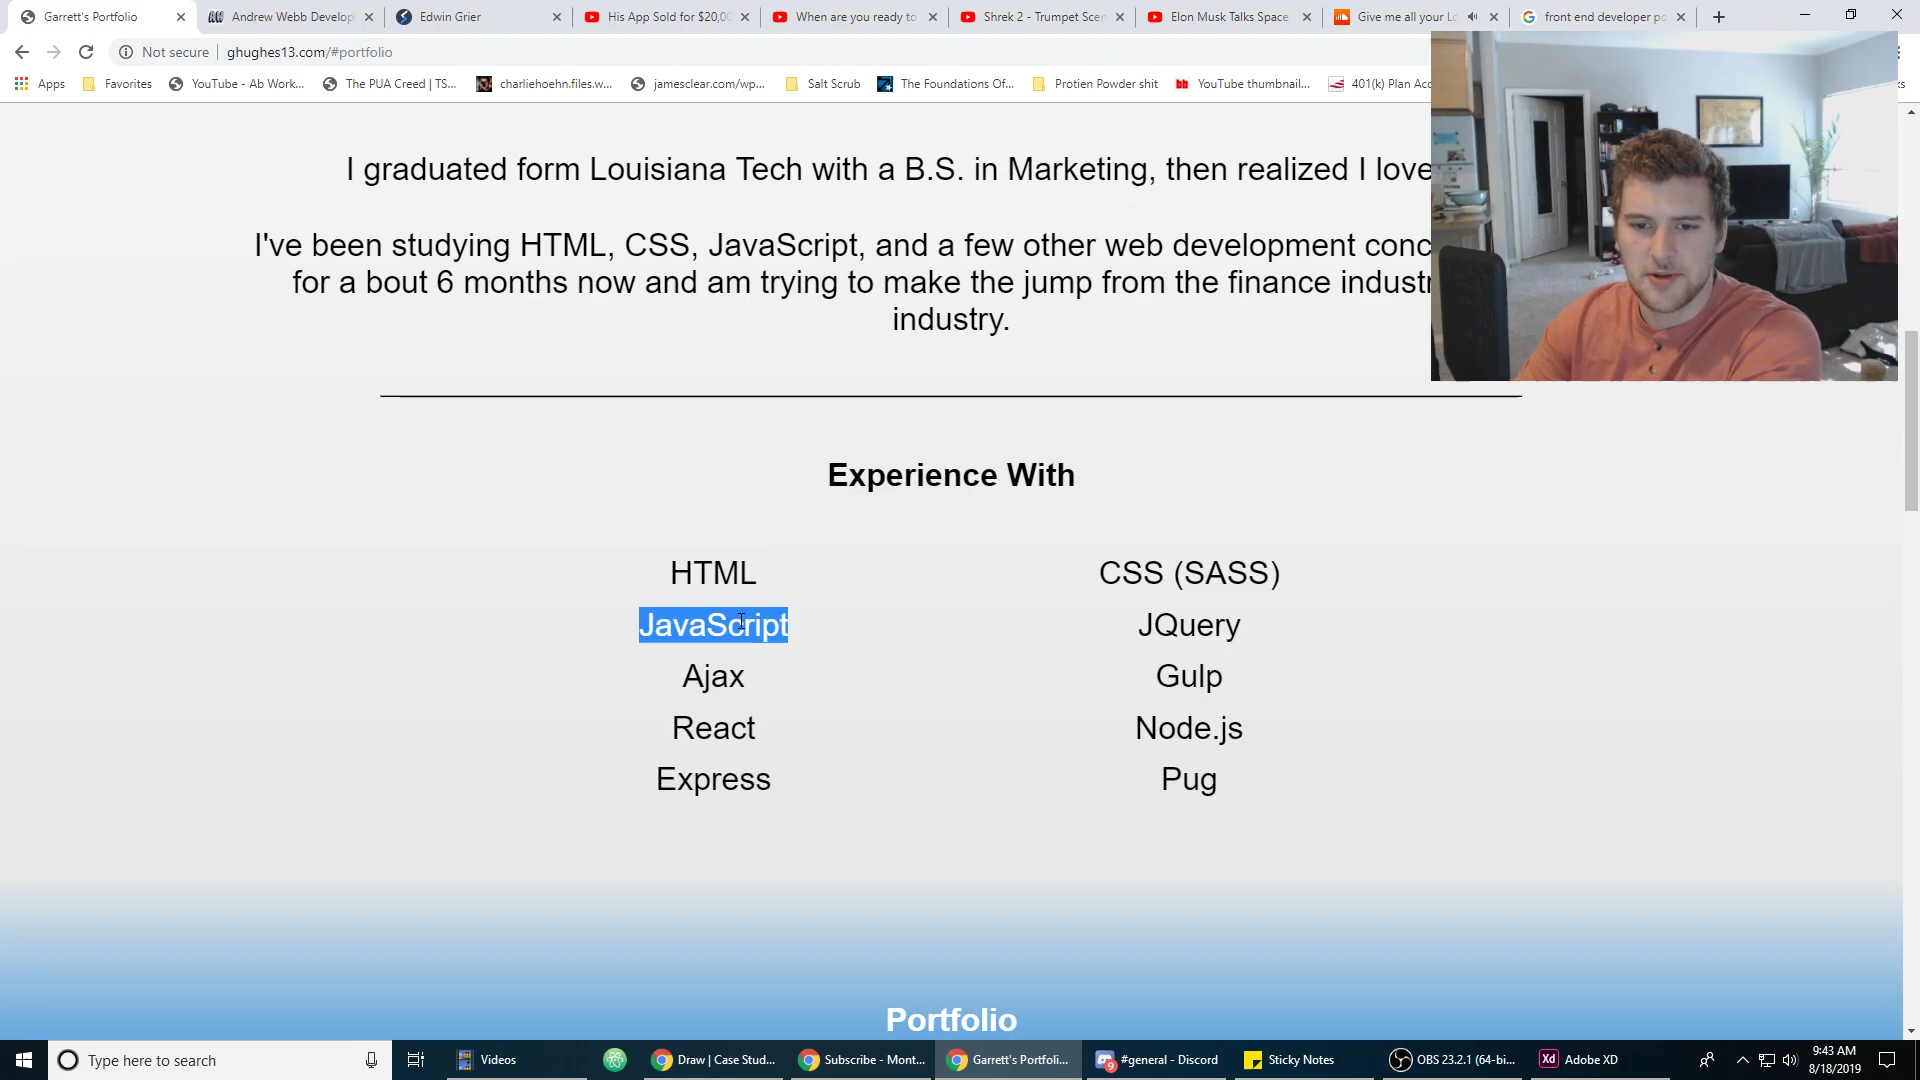 Garrett's Portfolio
Andrew Webb Develop
Edwin Grier
His App Sold for $20,00
When are you ready to
Shrek 2 - Trumpet Scen
Elon Musk Talks Space,
Give me all your Lo
front end developer po
Not secure
ghughes13.com/#portfolio
Apps
Favorites
YouTube - Ab Work...
The PUA Creed | TS...
charliehoehn.files.w...
jamesclear.com/wp...
Salt Scrub
The Foundations Of...
Protien Powder shit
YouTube thumbnail...
401(k) Plan Ac
I graduated form Louisiana Tech with a B.S. in Marketing, then realized I love
I've been studying HTML, CSS, JavaScript, and a few other web development conc
for a bout 6 months now and am trying to make the jump from the finance industr
industry.
Experience With
HTML
CSS (SASS)
JavaScript
JQuery
Ajax
Gulp
React
Node.js
Express
Pug
Portfolio
Type here to search
Videos
Draw | Case Stud...
Subscribe - Mont...
Garrett's Portfoli...
9
#general - Discord
Sticky Notes
OBS 23.2.1 (64-bi...
Xd
Adobe XD
9:43 AM
8/18/2019